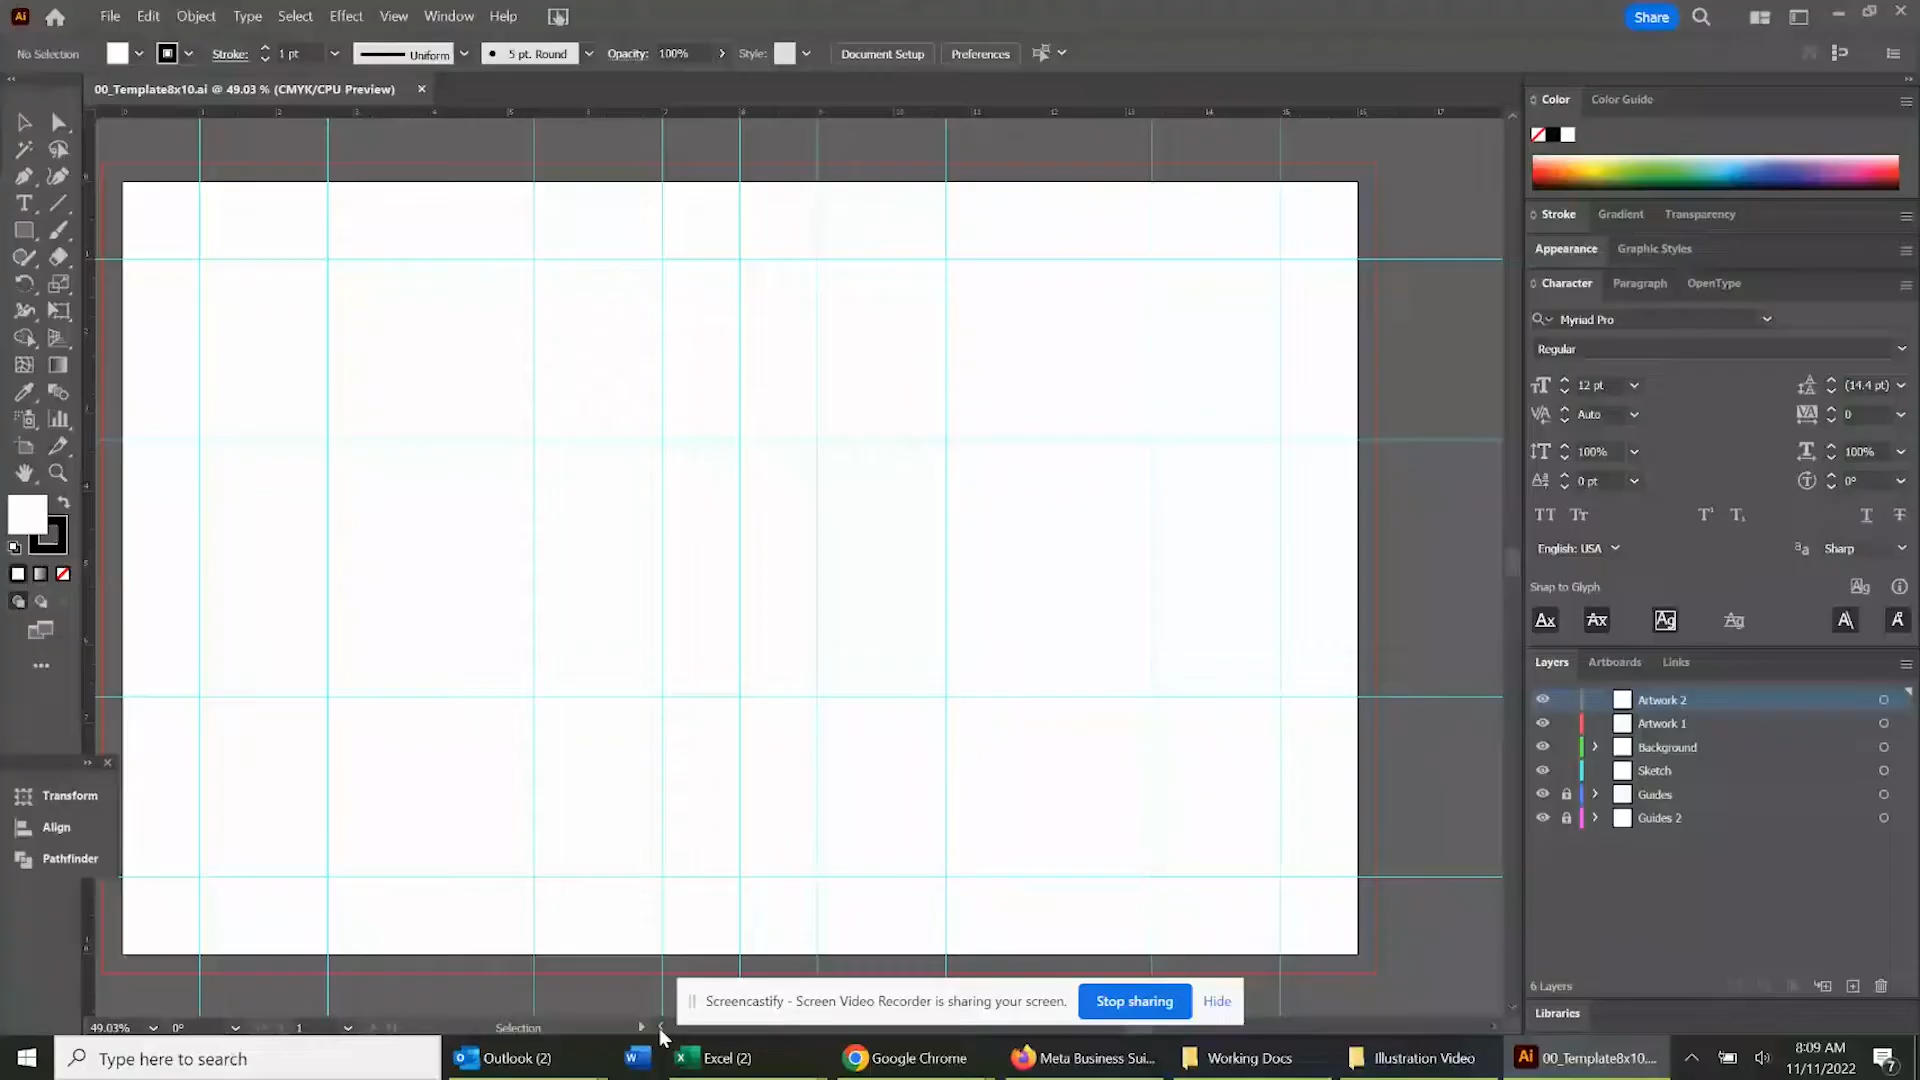 Ai File Edit Object Type Select Effect View Window Help Share
No Selection Stroke: 1 pt Uniform 5 pt. Round Opacity: 100% Style: Document Setup Preferences
00_Template8x10.ai @ 49.03 % (CMYK/CPU Preview)
Color Color Guide
Stroke Gradient Transparency
Appearance Graphic Styles
Character Paragraph OpenType
Myriad Pro
Regular
12 pt (14.4 pt)
Auto 0
100% 100%
0 pt 0°
English: USA Sharp
Snap to Glyph
Layers Artboards Links
Artwork 2
Artwork 1
Background
Sketch
Guides
Guides 2
6 Layers
Libraries
Transform
Align
Pathfinder
Screencastify - Screen Video Recorder is sharing your screen. Stop sharing Hide
49.03% 0° 1 Selection
Type here to search Outlook (2) Excel (2) Google Chrome Meta Business Sui... Working Docs Illustration Video 00_Template8x10....
8:09 AM
11/11/2022
7